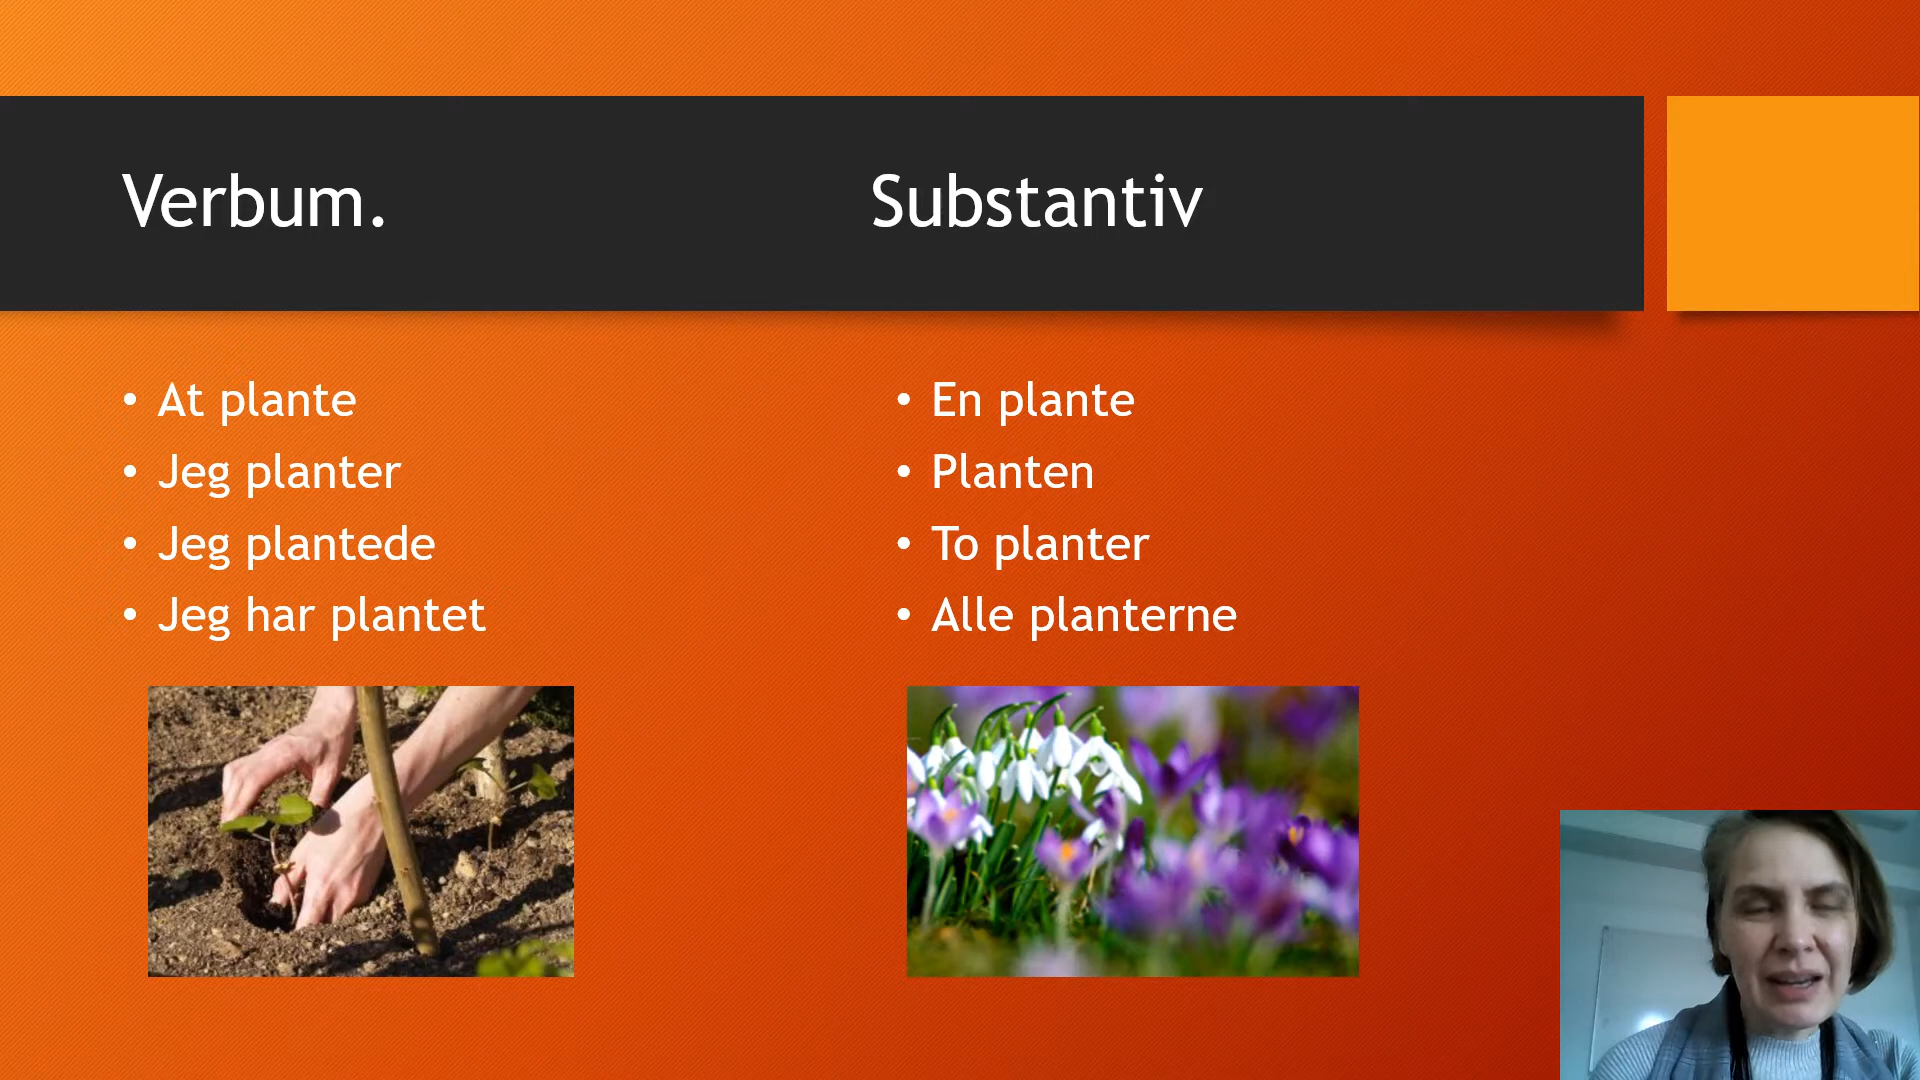 Verbum. Substantiv
• At plante
• Jeg planter
• Jeg plantede
• Jeg har plantet
• En plante
• Planten
• To planter
• Alle planterne